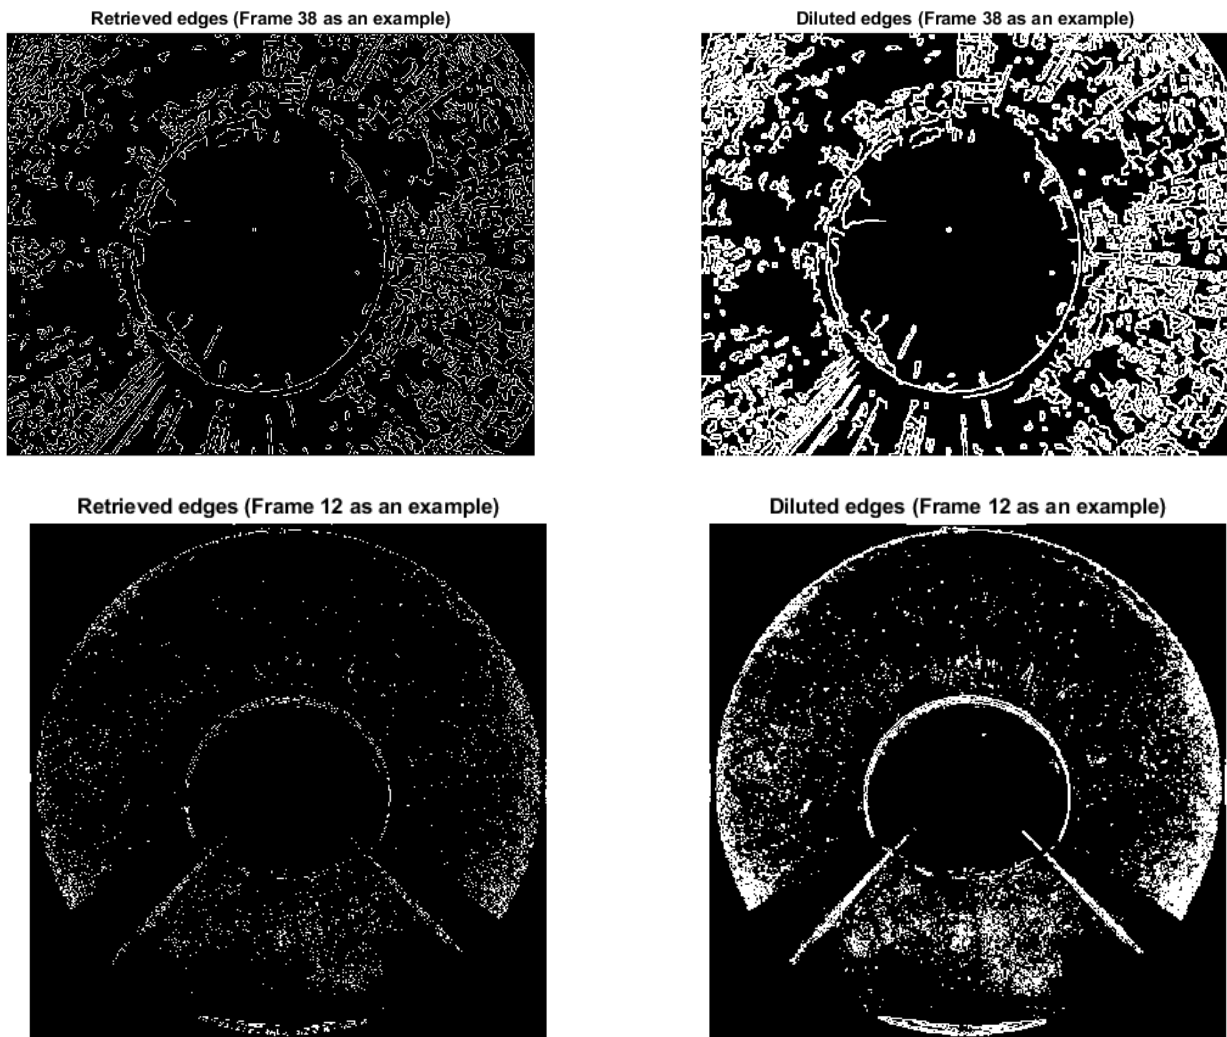 Retrieved edges (Frame 38 as an example)
Diluted edges (Frame 38 as an example)
Retrieved edges (Frame 12 as an example)
Diluted edges (Frame 12 as an example)